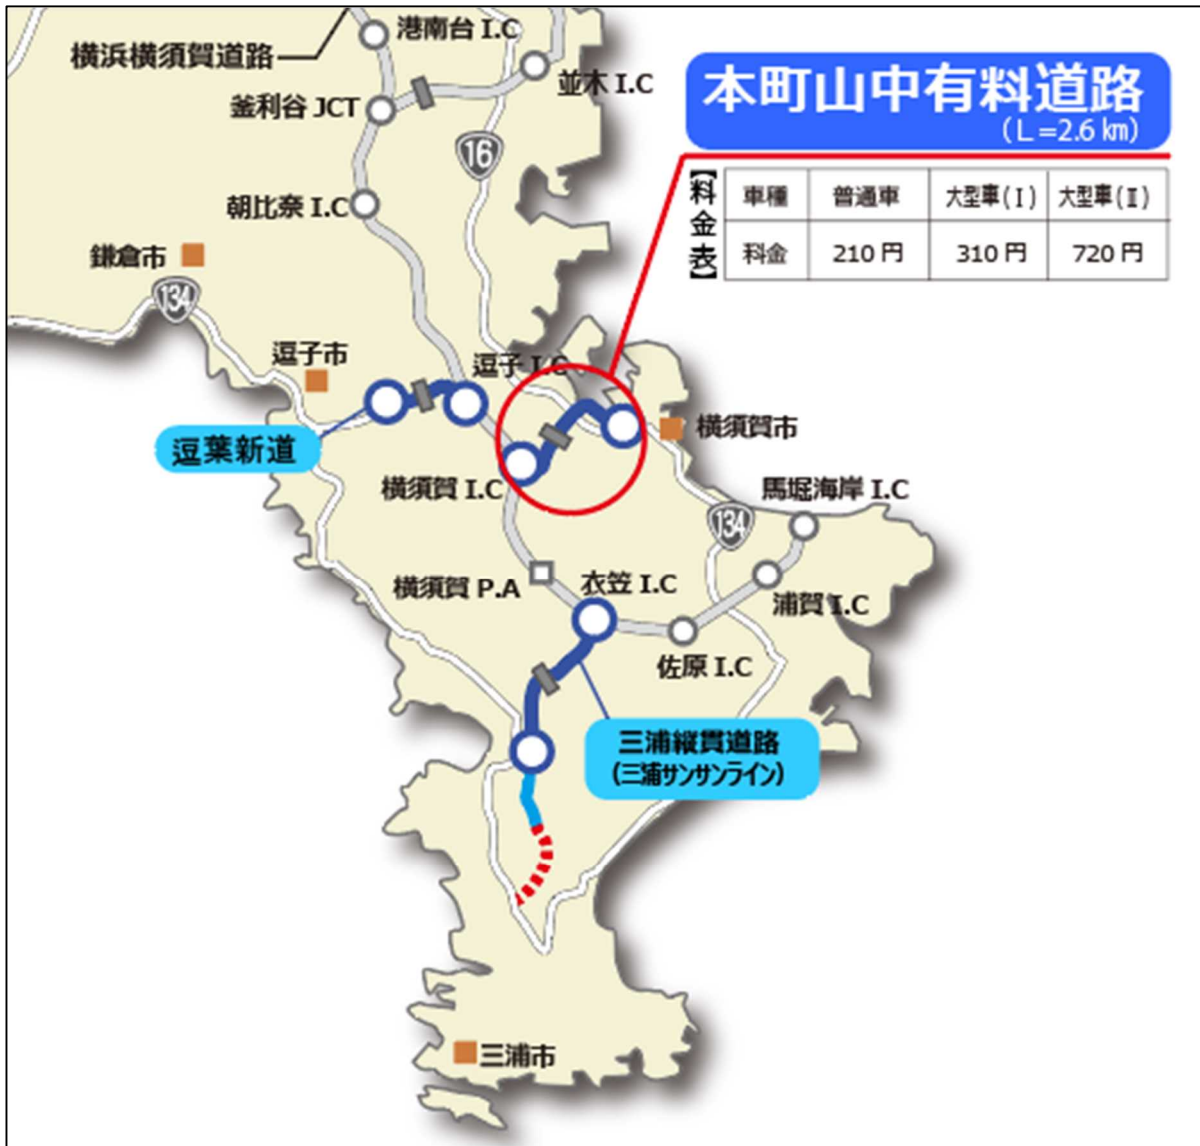 港南台 I.C
横浜横須賀道路
並木 I.C
釜利谷 JCT
本町山中有料道路
(L=2.6 ㎞)
16
【料金表】
車種 普通車 大型車(Ⅰ) 大型車(Ⅱ)
料金 210 円 310 円 720 円
朝比奈 I.C
鎌倉市
134
逗子市
逗子 I.C
横須賀市
逗葉新道
横須賀 I.C
馬堀海岸 I.C
134
横須賀 P.A
衣笠 I.C
浦賀 I.C
佐原 I.C
三浦縦貫道路
(三浦サンサンライン)
三浦市